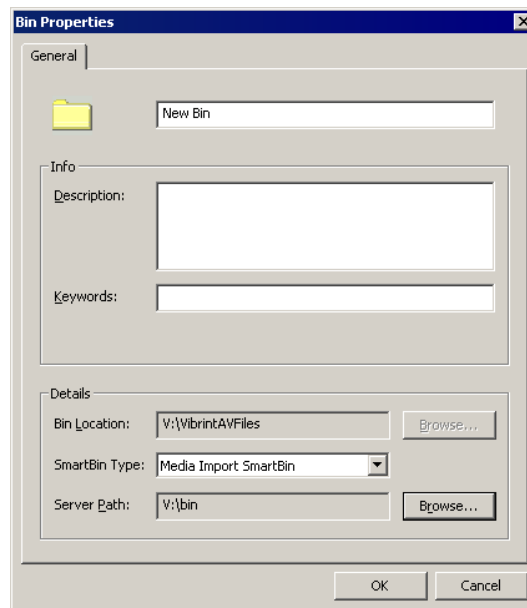 Bin Properties
General
New Bin
Info
Description:
Keywords:
Details
Bin Location: V:\VibrintAVFiles Browse...
SmartBin Type: Media Import SmartBin
Server Path: V:\bin Browse...
OK Cancel